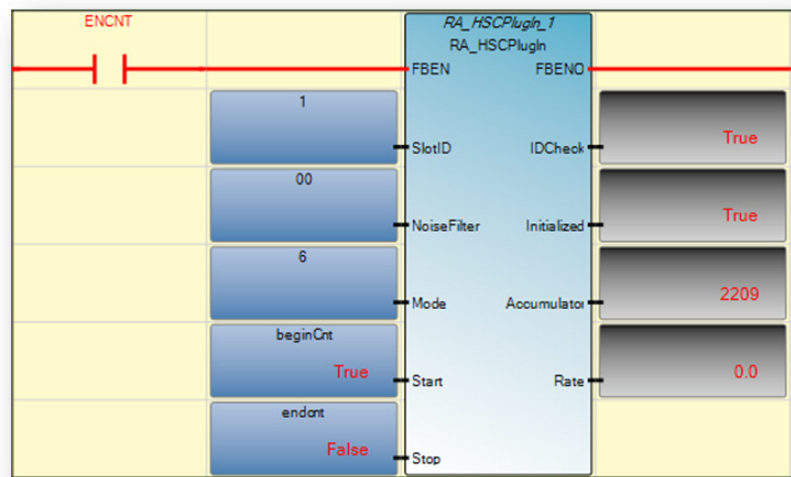 ENCNT
RA_HSCPlugIn_1
RA_HSCPlugIn
FBEN FBENO
1
SlotID IDCheck True
00
NoiseFilter Initialized True
6
Mode Accumulator 2209
beginCnt
True Start Rate 0.0
endcnt
False Stop